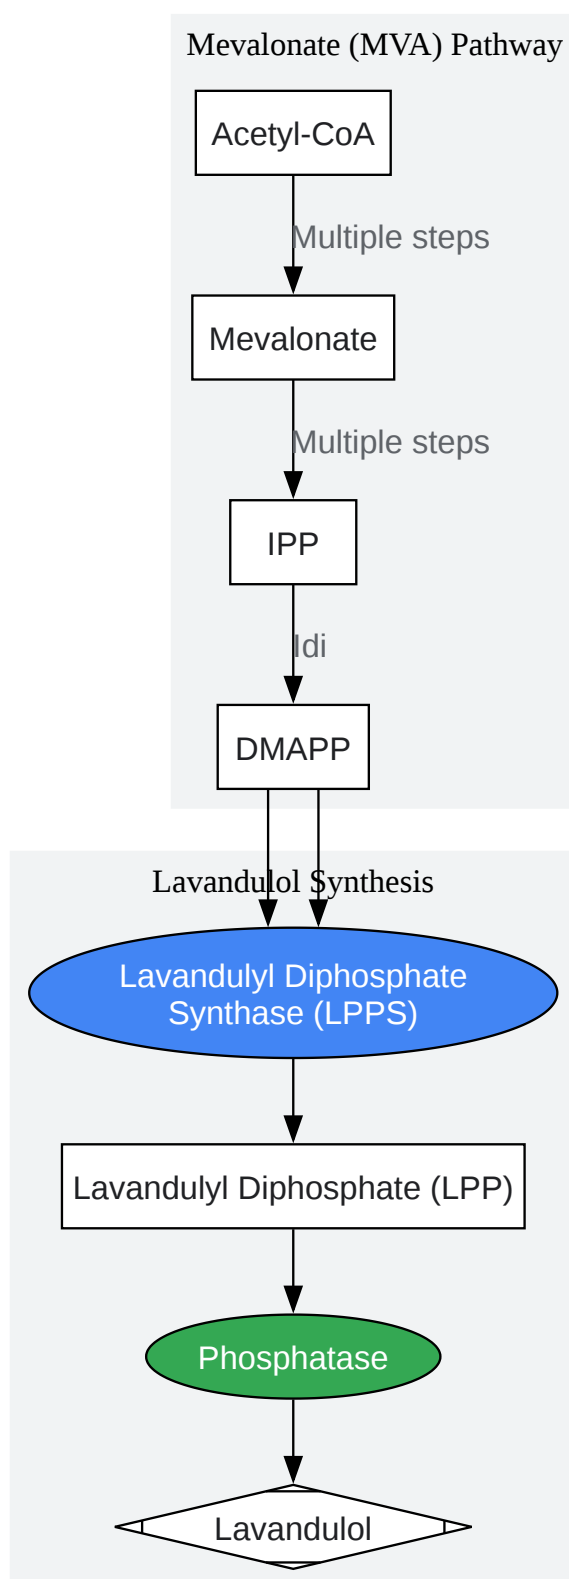 Mevalonate (MVA) Pathway
Acetyl-CoA
Multiple steps
Mevalonate
Multiple steps
IPP
Idi
DMAPP
Lavandulol Synthesis
Lavandulyl Diphosphate
Synthase (LPPS)
Lavandulyl Diphosphate (LPP)
Phosphatase
Lavandulol